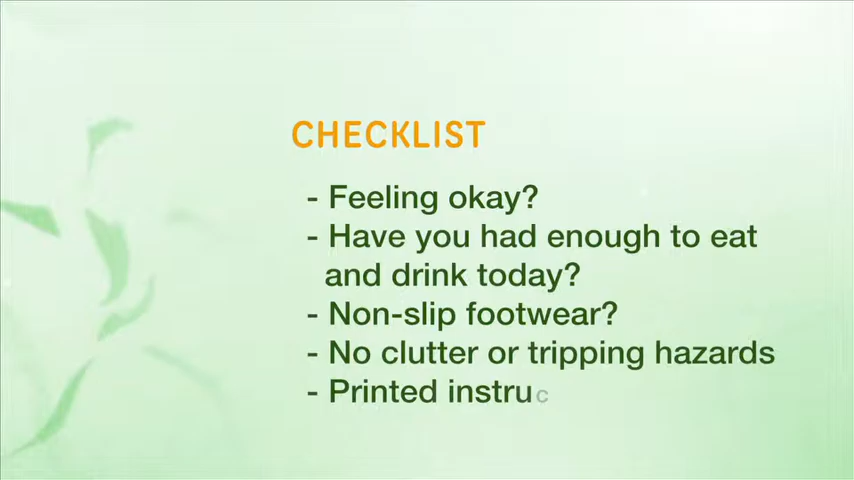 CHECKLIST
- Feeling okay?
- Have you had enough to eat
and drink today?
- Non-slip footwear?
- No clutter or tripping hazards
- Printed instruc